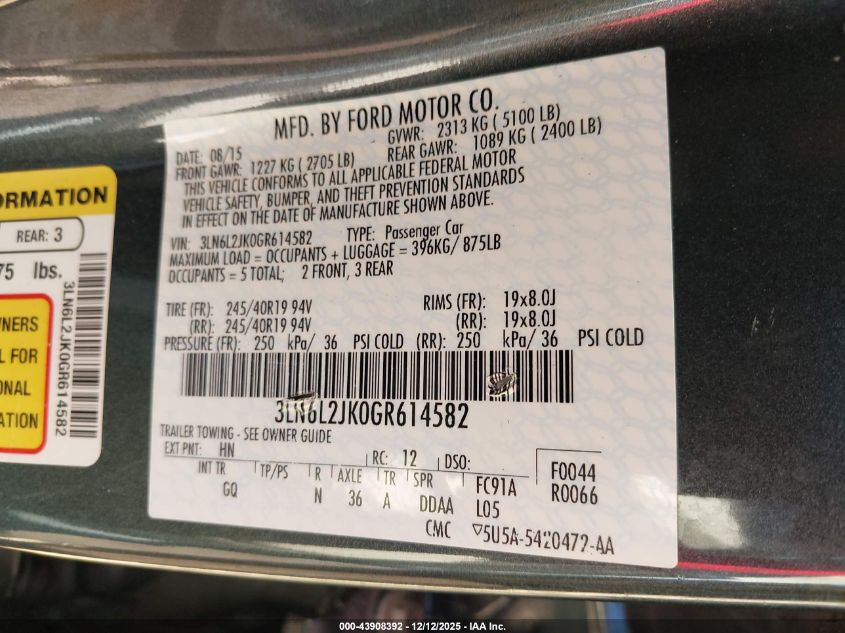 MFD. BY FORD MOTOR CO.
DATE: 08/15 GVWR: 2313 KG ( 5100 LB)
FRONT GAWR: 1227 KG ( 2705 LB) REAR GAWR: 1089 KG ( 2400 LB)
THIS VEHICLE CONFORMS TO ALL APPLICABLE FEDERAL MOTOR
VEHICLE SAFETY, BUMPER, AND THEFT PREVENTION STANDARDS
IN EFFECT ON THE DATE OF MANUFACTURE SHOWN ABOVE.
VIN: 3LN6L2JK0GR614582 TYPE: Passenger Car
MAXIMUM LOAD = OCCUPANTS + LUGGAGE = 396KG/ 875LB
OCCUPANTS = 5 TOTAL; 2 FRONT, 3 REAR
TIRE (FR): 245/40R19 94V RIMS (FR): 19x8.0J
(RR): 245/40R19 94V (RR): 19x8.0J
PRESSURE (FR): 250 kPa/ 36 PSI COLD (RR): 250 kPa/ 36 PSI COLD
3LN6L2JK0GR614582
TRAILER TOWING - SEE OWNER GUIDE
EXT PNT: HN RC: 12 DSO: F0044
INT TR TP/PS R AXLE TR SPR FC91A R0066
GQ N 36 A DDAA L05
CMC ▽5U5A-5420472-AA
ORMATION
REAR: 3
75 lbs.
WNERS
L FOR
ONAL
ATION
3LN6L2JK0GR614582
000-43908392 - 12/12/2025 - IAA Inc.